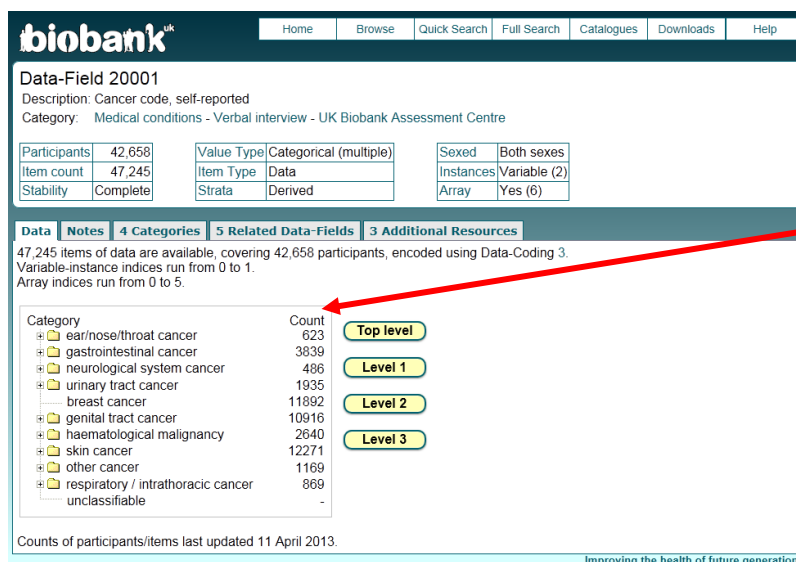 biobank uk
Home Browse Quick Search Full Search Catalogues Downloads Help
Data-Field 20001
Description: Cancer code, self-reported
Category: Medical conditions - Verbal interview - UK Biobank Assessment Centre
Participants 42,658 Value Type Categorical (multiple) Sexed Both sexes
Item count 47,245 Item Type Data Instances Variable (2)
Stability Complete Strata Derived Array Yes (6)
Data Notes 4 Categories 5 Related Data-Fields 3 Additional Resources
47,245 items of data are available, covering 42,658 participants, encoded using Data-Coding 3.
Variable-instance indices run from 0 to 1.
Array indices run from 0 to 5.
Category Count
ear/nose/throat cancer 623
gastrointestinal cancer 3839
neurological system cancer 486
urinary tract cancer 1935
breast cancer 11892
genital tract cancer 10916
haematological malignancy 2640
skin cancer 12271
other cancer 1169
respiratory / intrathoracic cancer 869
unclassifiable -
Top level
Level 1
Level 2
Level 3
Counts of participants/items last updated 11 April 2013.
Improving the health of future generation